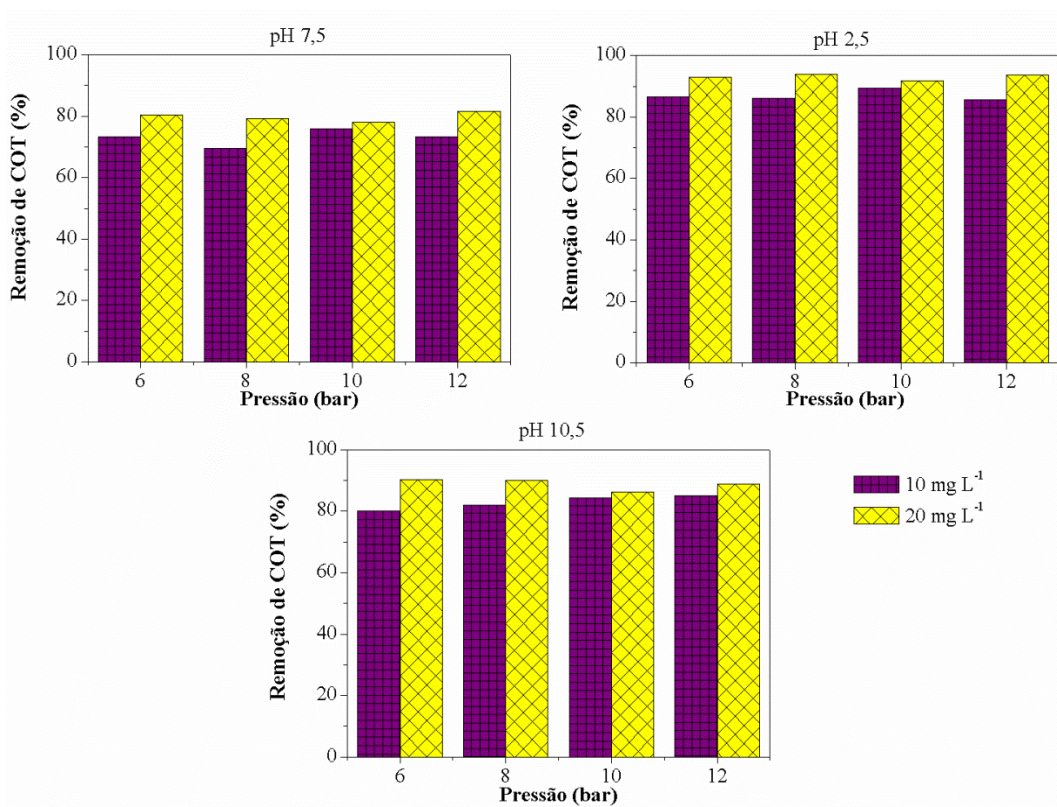 pH 7,5
100
80
60
40
20
0
Remoção de COT (%)
6 8 10 12
Pressão (bar)
pH 2,5
100
80
60
40
20
0
Remoção de COT (%)
6 8 10 12
Pressão (bar)
pH 10,5
100
80
60
40
20
0
Remoção de COT (%)
6 8 10 12
Pressão (bar)
10 mg L⁻¹
20 mg L⁻¹